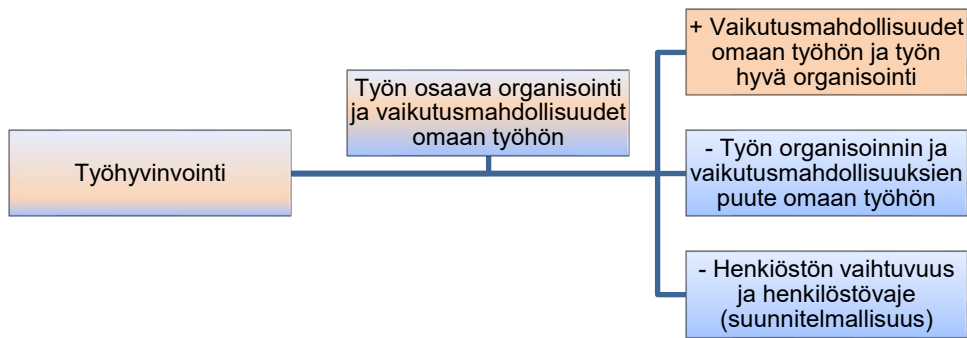 Työhyvinvointi
Työn osaava organisointi
ja vaikutusmahdollisuudet
omaan työhön
+ Vaikutusmahdollisuudet
omaan työhön ja työn
hyvä organisointi
- Työn organisoinnin ja
vaikutusmahdollisuuksien
puute omaan työhön
- Henkiöstön vaihtuvuus
ja henkilöstövaje
(suunnitelmallisuus)